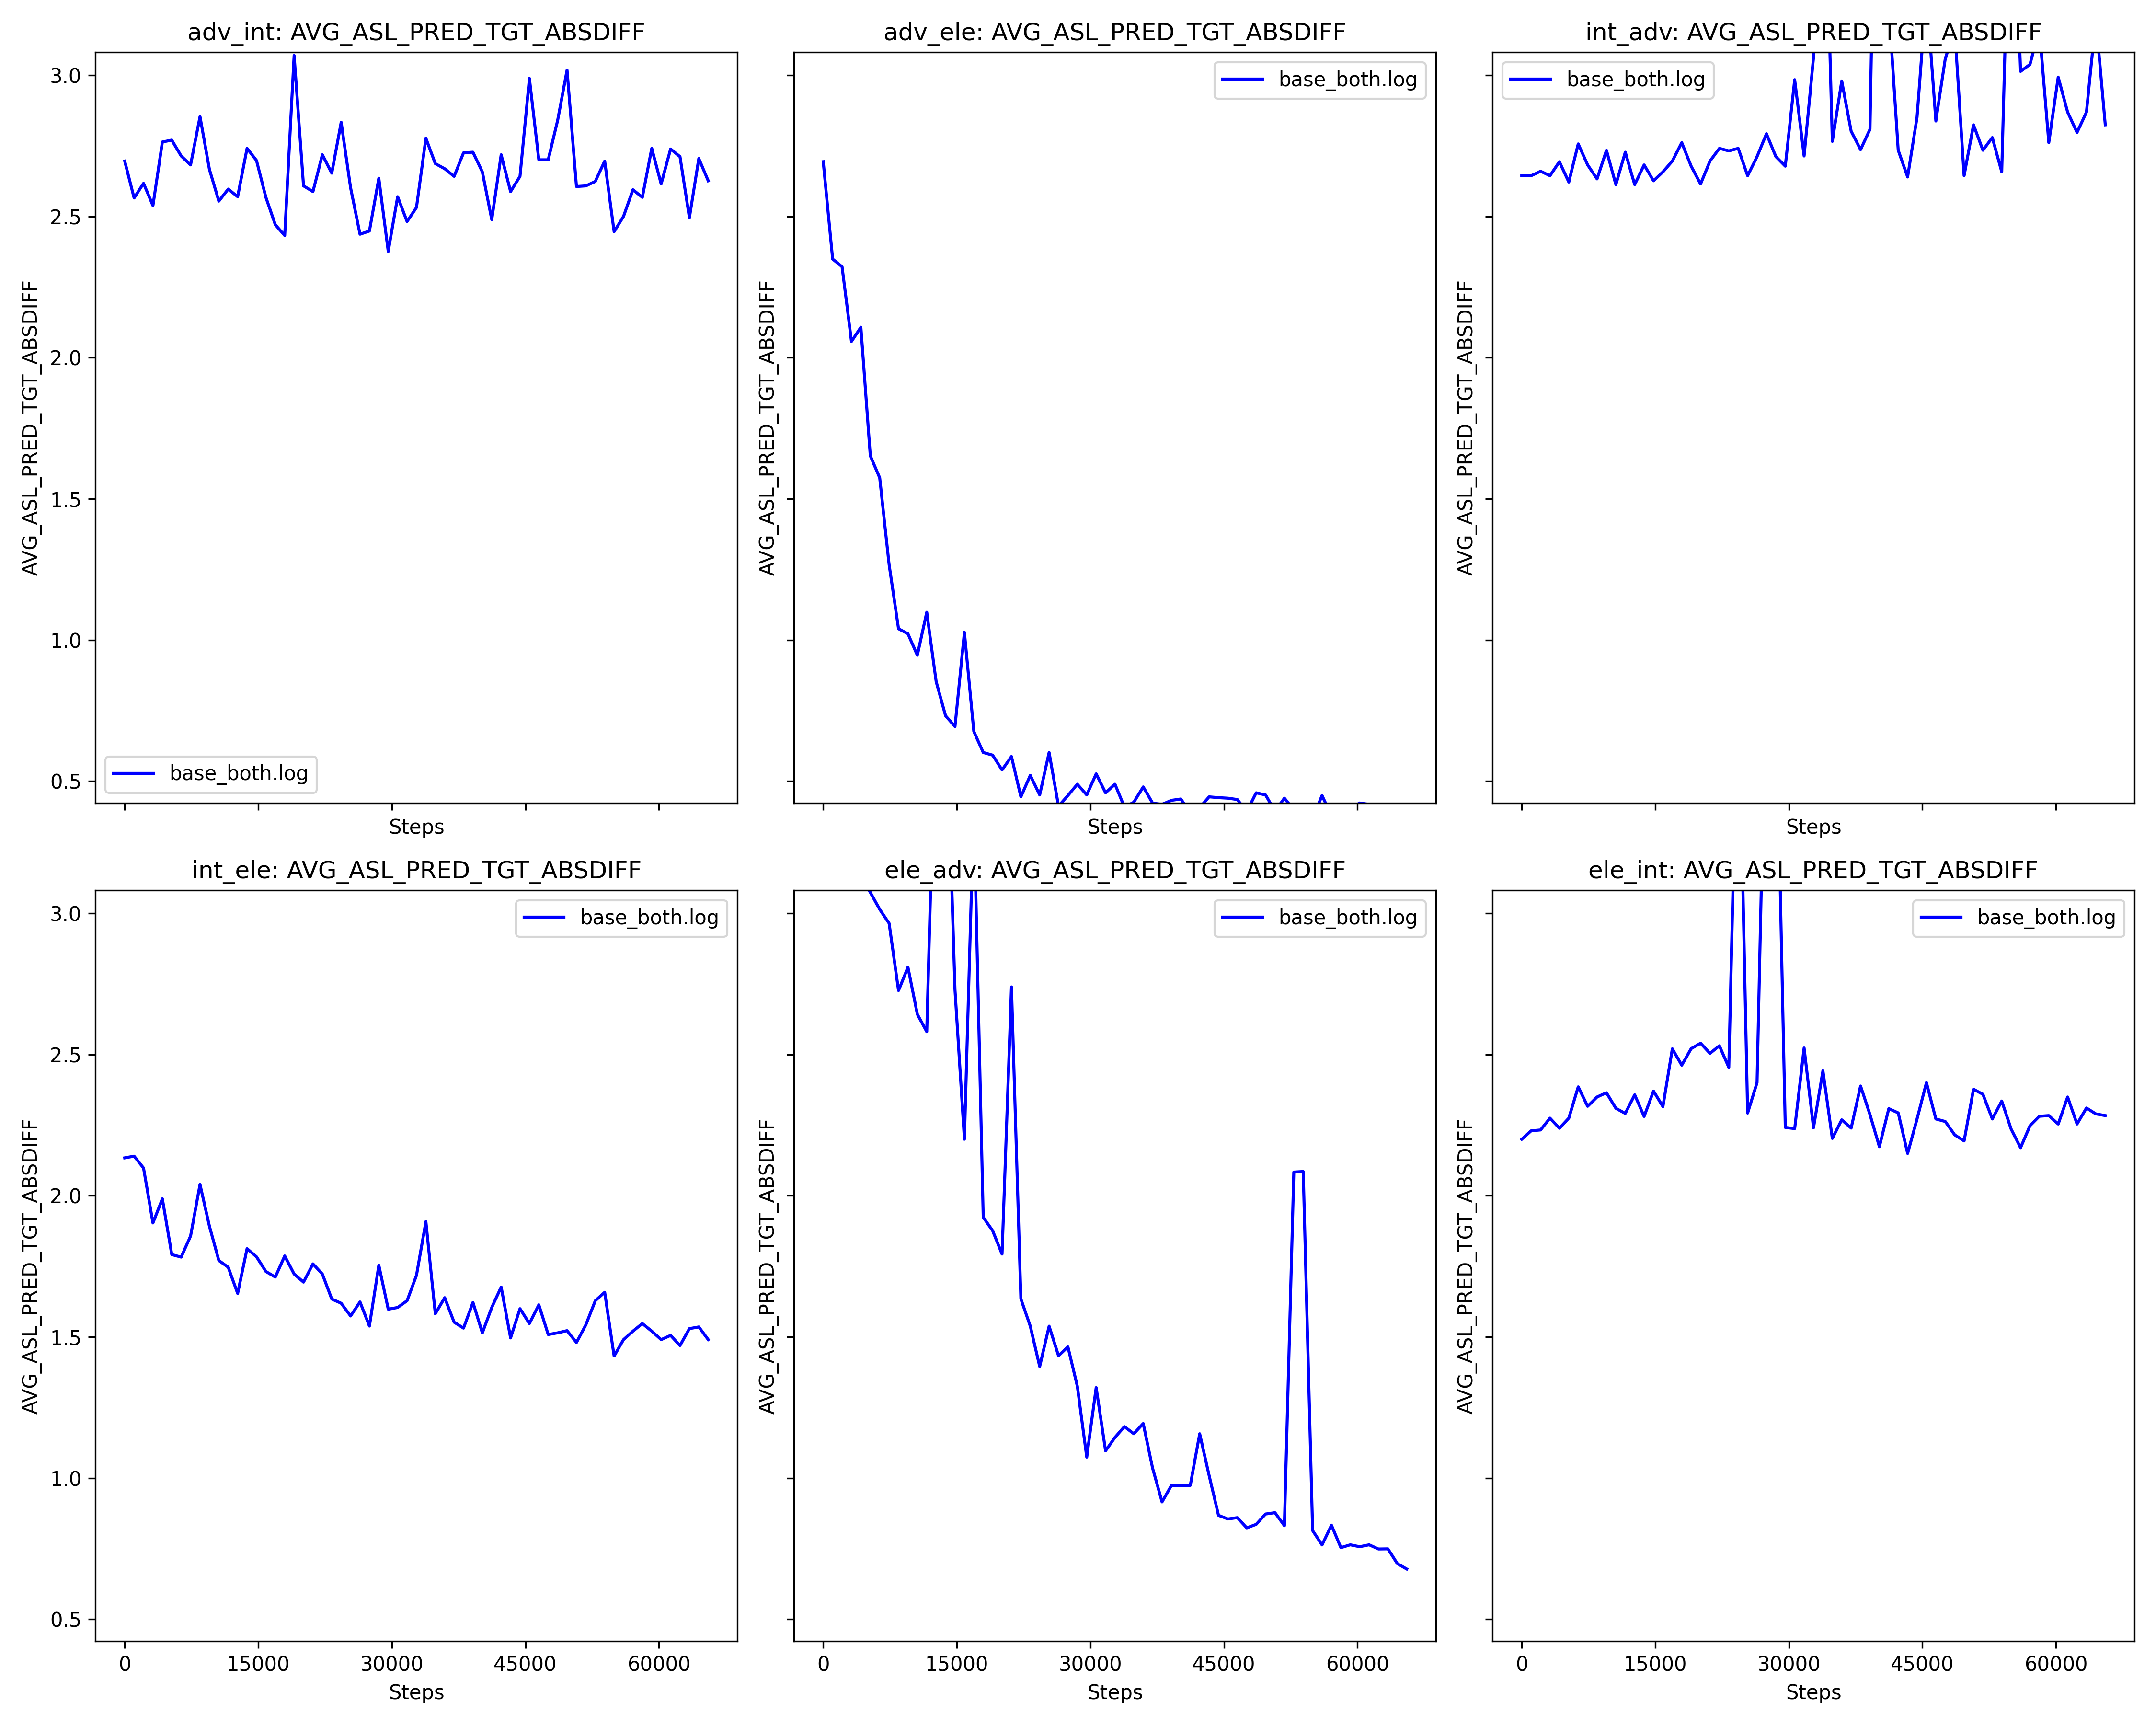 adv_int: AVG_ASL_PRED_TGT_ABSDIFF
AVG_ASL_PRED_TGT_ABSDIFF
3.0
2.5
2.0
1.5
1.0
0.5
base_both.log
Steps
adv_ele: AVG_ASL_PRED_TGT_ABSDIFF
AVG_ASL_PRED_TGT_ABSDIFF
base_both.log
Steps
int_adv: AVG_ASL_PRED_TGT_ABSDIFF
AVG_ASL_PRED_TGT_ABSDIFF
base_both.log
Steps
int_ele: AVG_ASL_PRED_TGT_ABSDIFF
AVG_ASL_PRED_TGT_ABSDIFF
base_both.log
3.0
2.5
2.0
1.5
1.0
0.5
0 15000 30000 45000 60000
Steps
ele_adv: AVG_ASL_PRED_TGT_ABSDIFF
AVG_ASL_PRED_TGT_ABSDIFF
base_both.log
0 15000 30000 45000 60000
Steps
ele_int: AVG_ASL_PRED_TGT_ABSDIFF
AVG_ASL_PRED_TGT_ABSDIFF
base_both.log
0 15000 30000 45000 60000
Steps